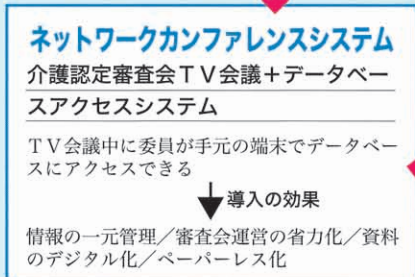 ネットワークカンファレンスシステム
介護認定審査会TV会議+データベー
スアクセスシステム
TV会議中に委員が手元の端末でデータベー
スにアクセスできる
導入の効果
情報の一元管理/審査会運営の省力化/資料
のデジタル化/ペーパーレス化